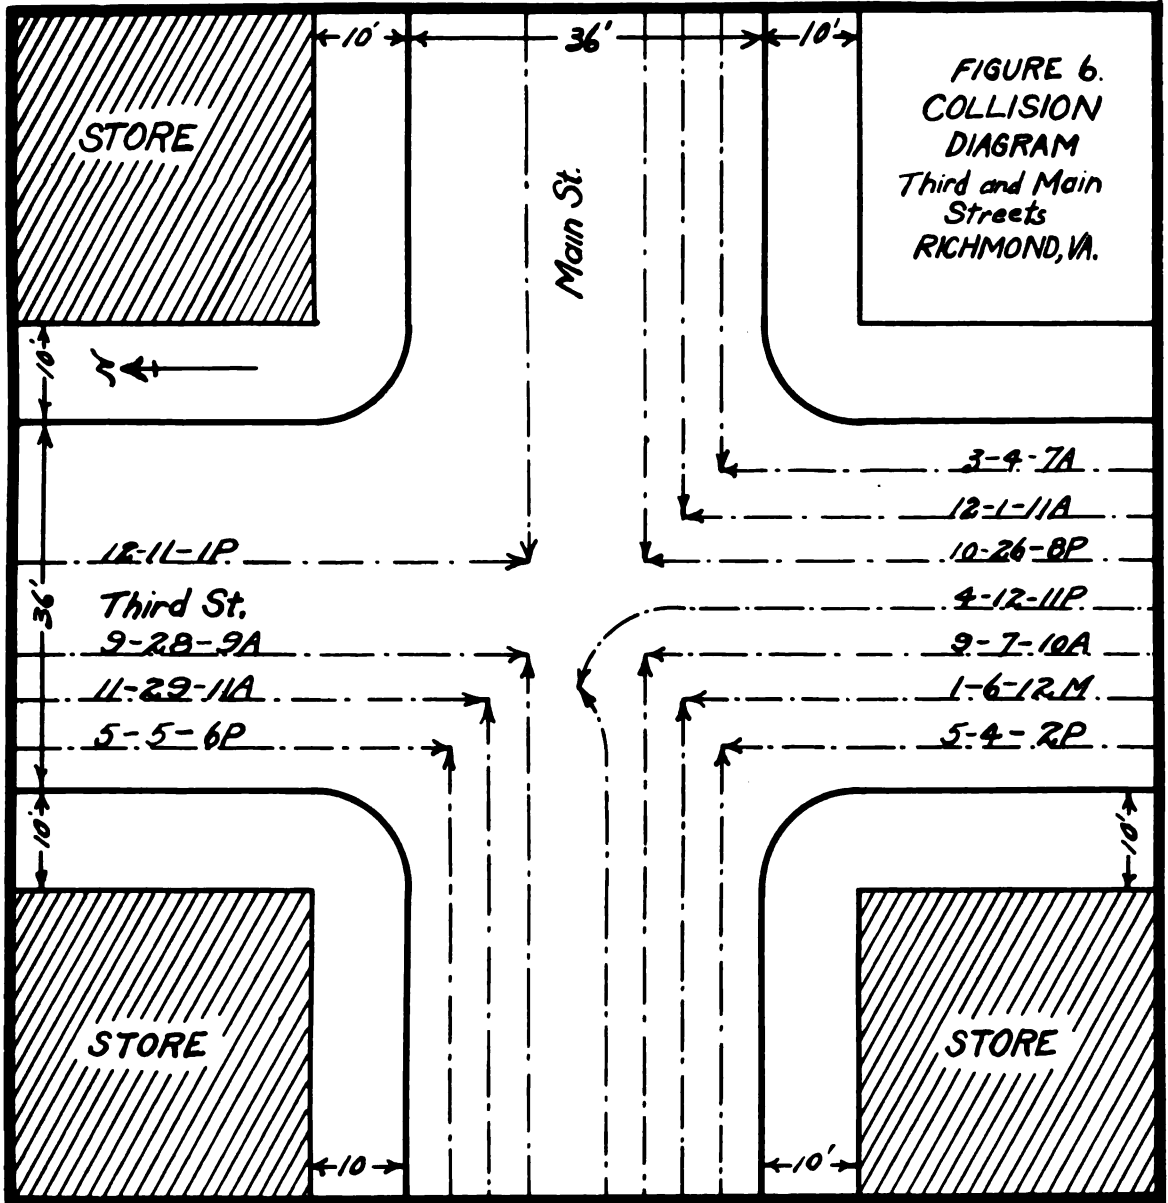 10'
36'
10'
FIGURE 6.
COLLISION
DIAGRAM
Third and Main
Streets
RICHMOND, VA.
STORE
Main St.
10'
N
3-4-7A
12-1-11A
12-11-1P
10-26-8P
36'
Third St.
4-12-11P
9-28-9A
9-7-10A
11-29-11A
1-6-12M
5-5-6P
5-4-2P
10'
10'
STORE
STORE
10
10'